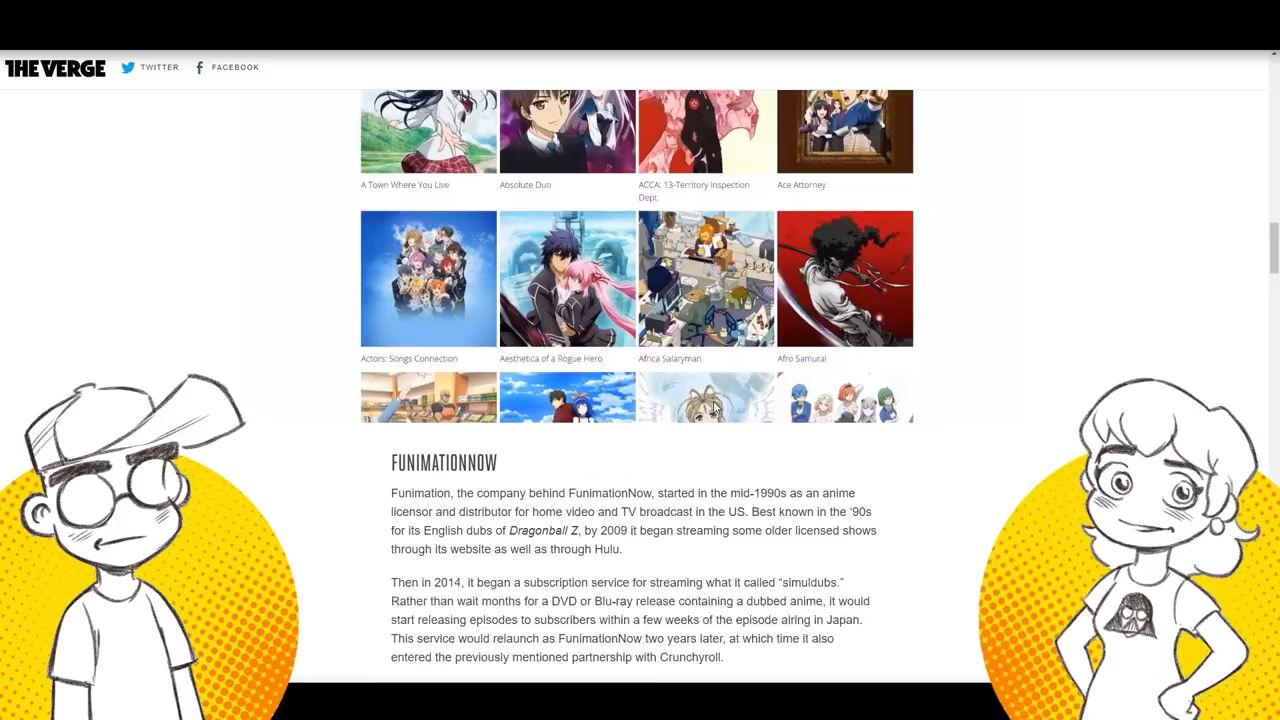 THE VERGE TWITTER FACEBOOK
A Town Where You Live Absolute Duo ACCA: 13-Territory Inspection Ace Attorney
Dept.
Actors: Songs Connection Aesthetica of a Rogue Hero Africa Salaryman Afro Samurai
FUNIMATIONNOW
Funimation, the company behind FunimationNow, started in the mid-1990s as an anime
licensor and distributor for home video and TV broadcast in the US. Best known in the ‘90s
for its English dubs of Dragonball Z, by 2009 it began streaming some older licensed shows
through its website as well as through Hulu.
Then in 2014, it began a subscription service for streaming what it called “simuldubs.”
Rather than wait months for a DVD or Blu-ray release containing a dubbed anime, it would
start releasing episodes to subscribers within a few weeks of the episode airing in Japan.
This service would relaunch as FunimationNow two years later, at which time it also
entered the previously mentioned partnership with Crunchyroll.